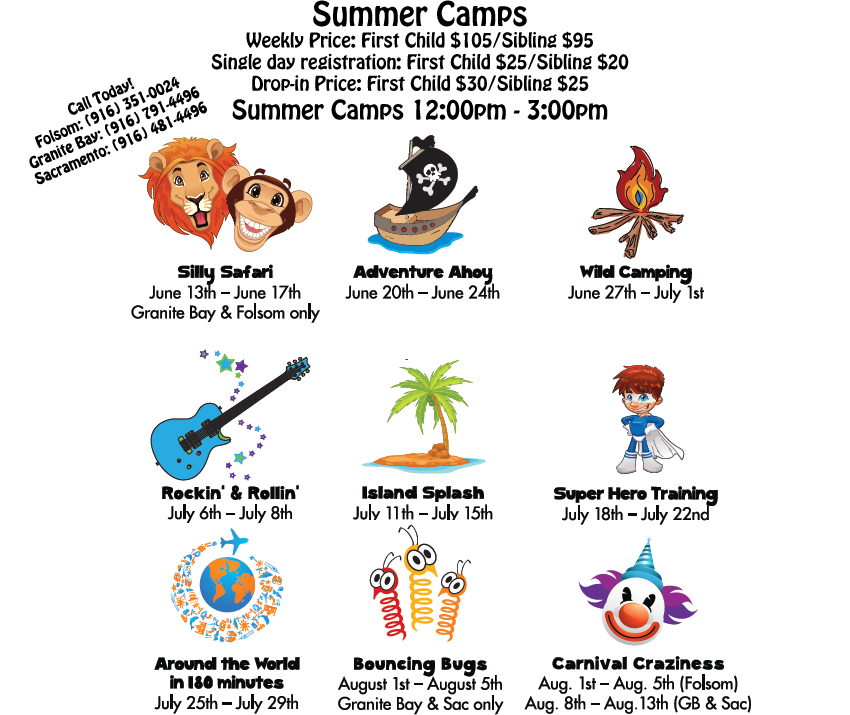 Summer Camps
Weekly Price: First Child $105/Sibling $95
Single day registration: First Child $25/Sibling $20
Drop-in Price: First Child $30/Sibling $25
Summer Camps 12:00pm - 3:00pm
Call Today!
Folsom: (916) 351-0024
Granite Bay: (916) 791-4496
Sacramento: (916) 481-4496
Silly Safari
June 13th – June 17th
Granite Bay & Folsom only
Adventure Ahoy
June 20th – June 24th
Wild Camping
June 27th – July 1st
Rockin' & Rollin'
July 6th – July 8th
Island Splash
July 11th – July 15th
Super Hero Training
July 18th – July 22nd
Around the World
in 180 minutes
July 25th – July 29th
Bouncing Bugs
August 1st – August 5th
Granite Bay & Sac only
Carnival Craziness
Aug. 1st – Aug. 5th (Folsom)
Aug. 8th – Aug.13th (GB & Sac)